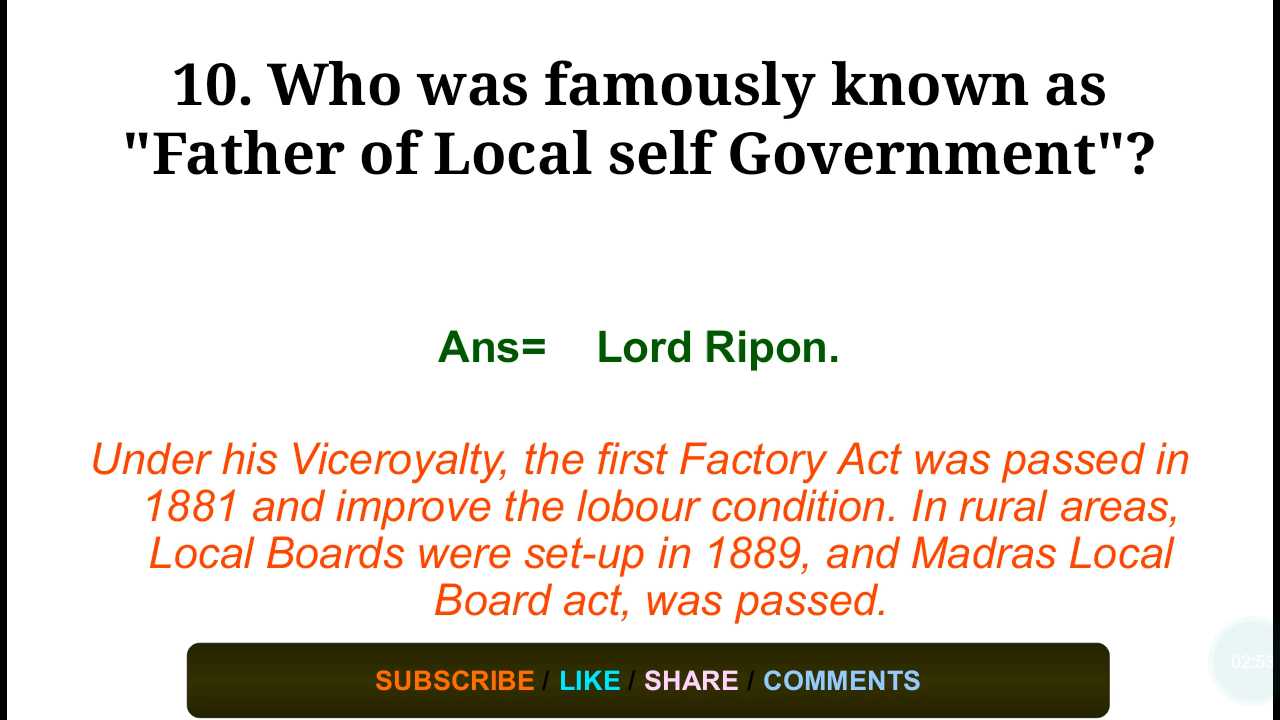 10. Who was famously known as
"Father of Local self Government"?
Ans= Lord Ripon.
Under his Viceroyalty, the first Factory Act was passed in
1881 and improve the lobour condition. In rural areas,
Local Boards were set-up in 1889, and Madras Local
Board act, was passed.
SUBSCRIBE / LIKE / SHARE / COMMENTS
02:53